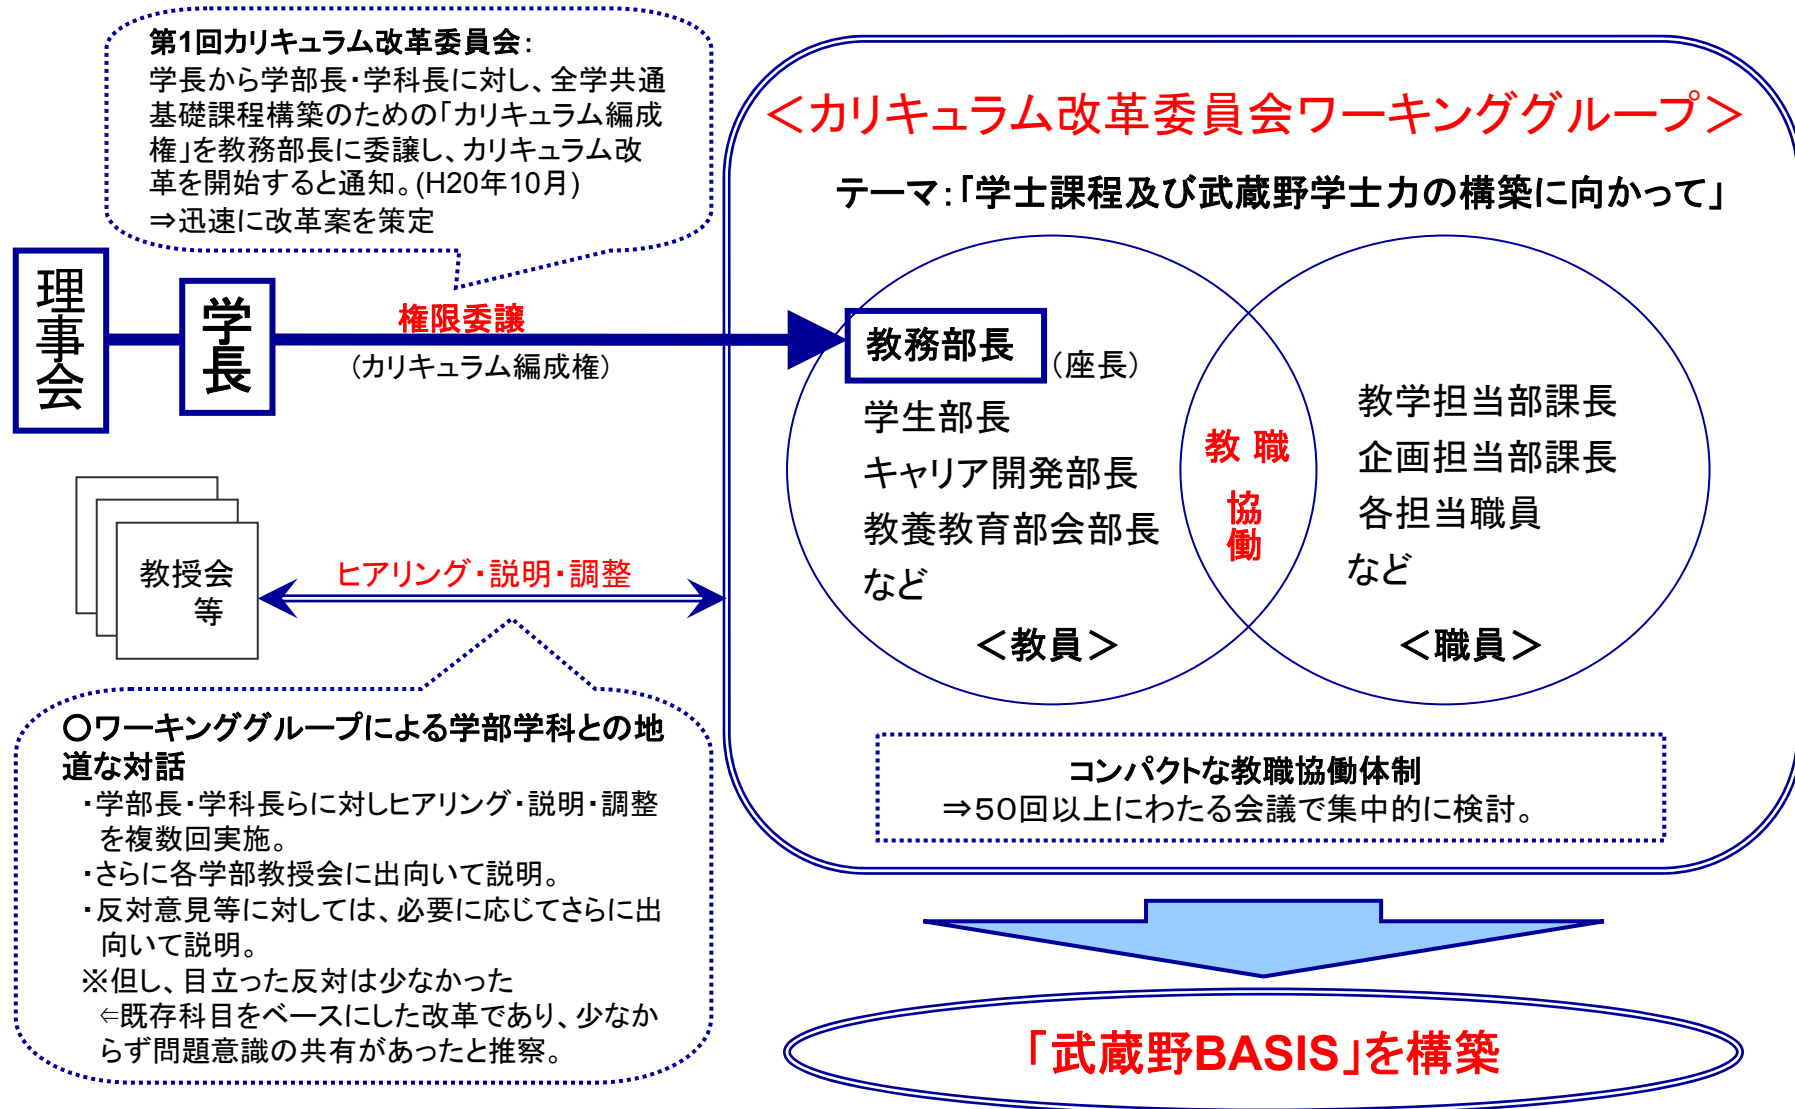 第1回カリキュラム改革委員会：
学長から学部長・学科長に対し、全学共通
基礎課程構築のための「カリキュラム編成
権」を教務部長に委譲し、カリキュラム改
革を開始すると通知。(H20年10月)
⇒迅速に改革案を策定
理事会
学長
権限委譲
（カリキュラム編成権）
教授会
等
ヒアリング・説明・調整
〇ワーキンググループによる学部学科との地
道な対話
・学部長・学科長らに対しヒアリング・説明・調整
を複数回実施。
・さらに各学部教授会に出向いて説明。
・反対意見等に対しては、必要に応じてさらに出
向いて説明。
※但し、目立った反対は少なかった
⇐既存科目をベースにした改革であり、少なか
らず問題意識の共有があったと推察。
＜カリキュラム改革委員会ワーキンググループ＞
テーマ：「学士課程及び武蔵野学士力の構築に向かって」
教務部長
（座長）
学生部長
キャリア開発部長
教養教育部会部長
など
＜教員＞
教 職
協
働
教学担当部課長
企画担当部課長
各担当職員
など
＜職員＞
コンパクトな教職協働体制
⇒５０回以上にわたる会議で集中的に検討。
「武蔵野BASIS」を構築